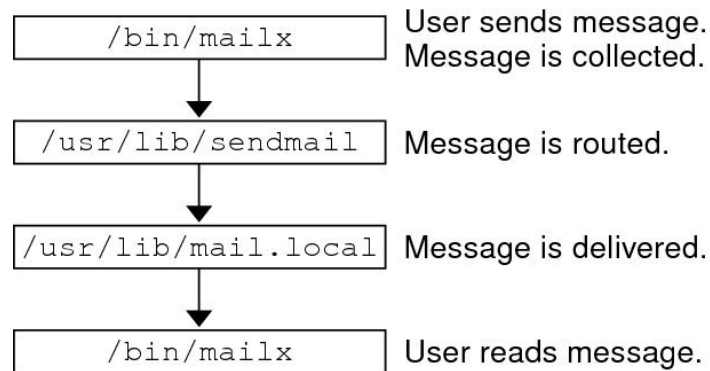 /bin/mailx
User sends message.
Message is collected.
/usr/lib/sendmail
Message is routed.
/usr/lib/mail.local
Message is delivered.
/bin/mailx
User reads message.